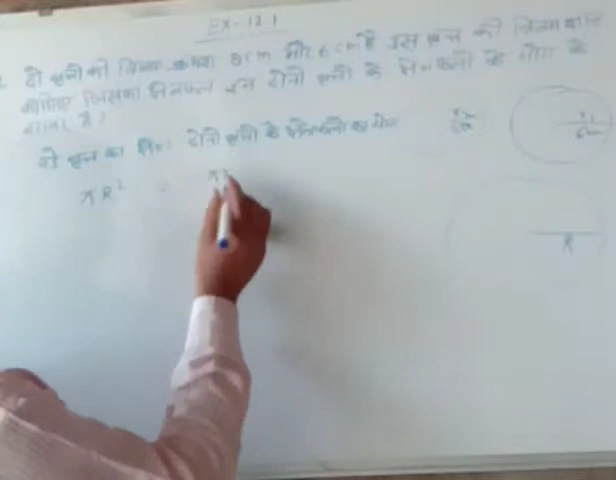 EX - 12.1
दो वृत्तों की त्रिज्या क्रमशः 8 cm और 6 cm है उस वृत्त की त्रिज्या ज्ञात
कीजिए जिसका क्षेत्रफल इन दोनों वृत्तों के क्षेत्रफलों के योग के
बराबर है।
बड़े वृत्त का क्षे० = दोनों वृत्तों के क्षेत्रफलों का योग
πR² =
r₁
R